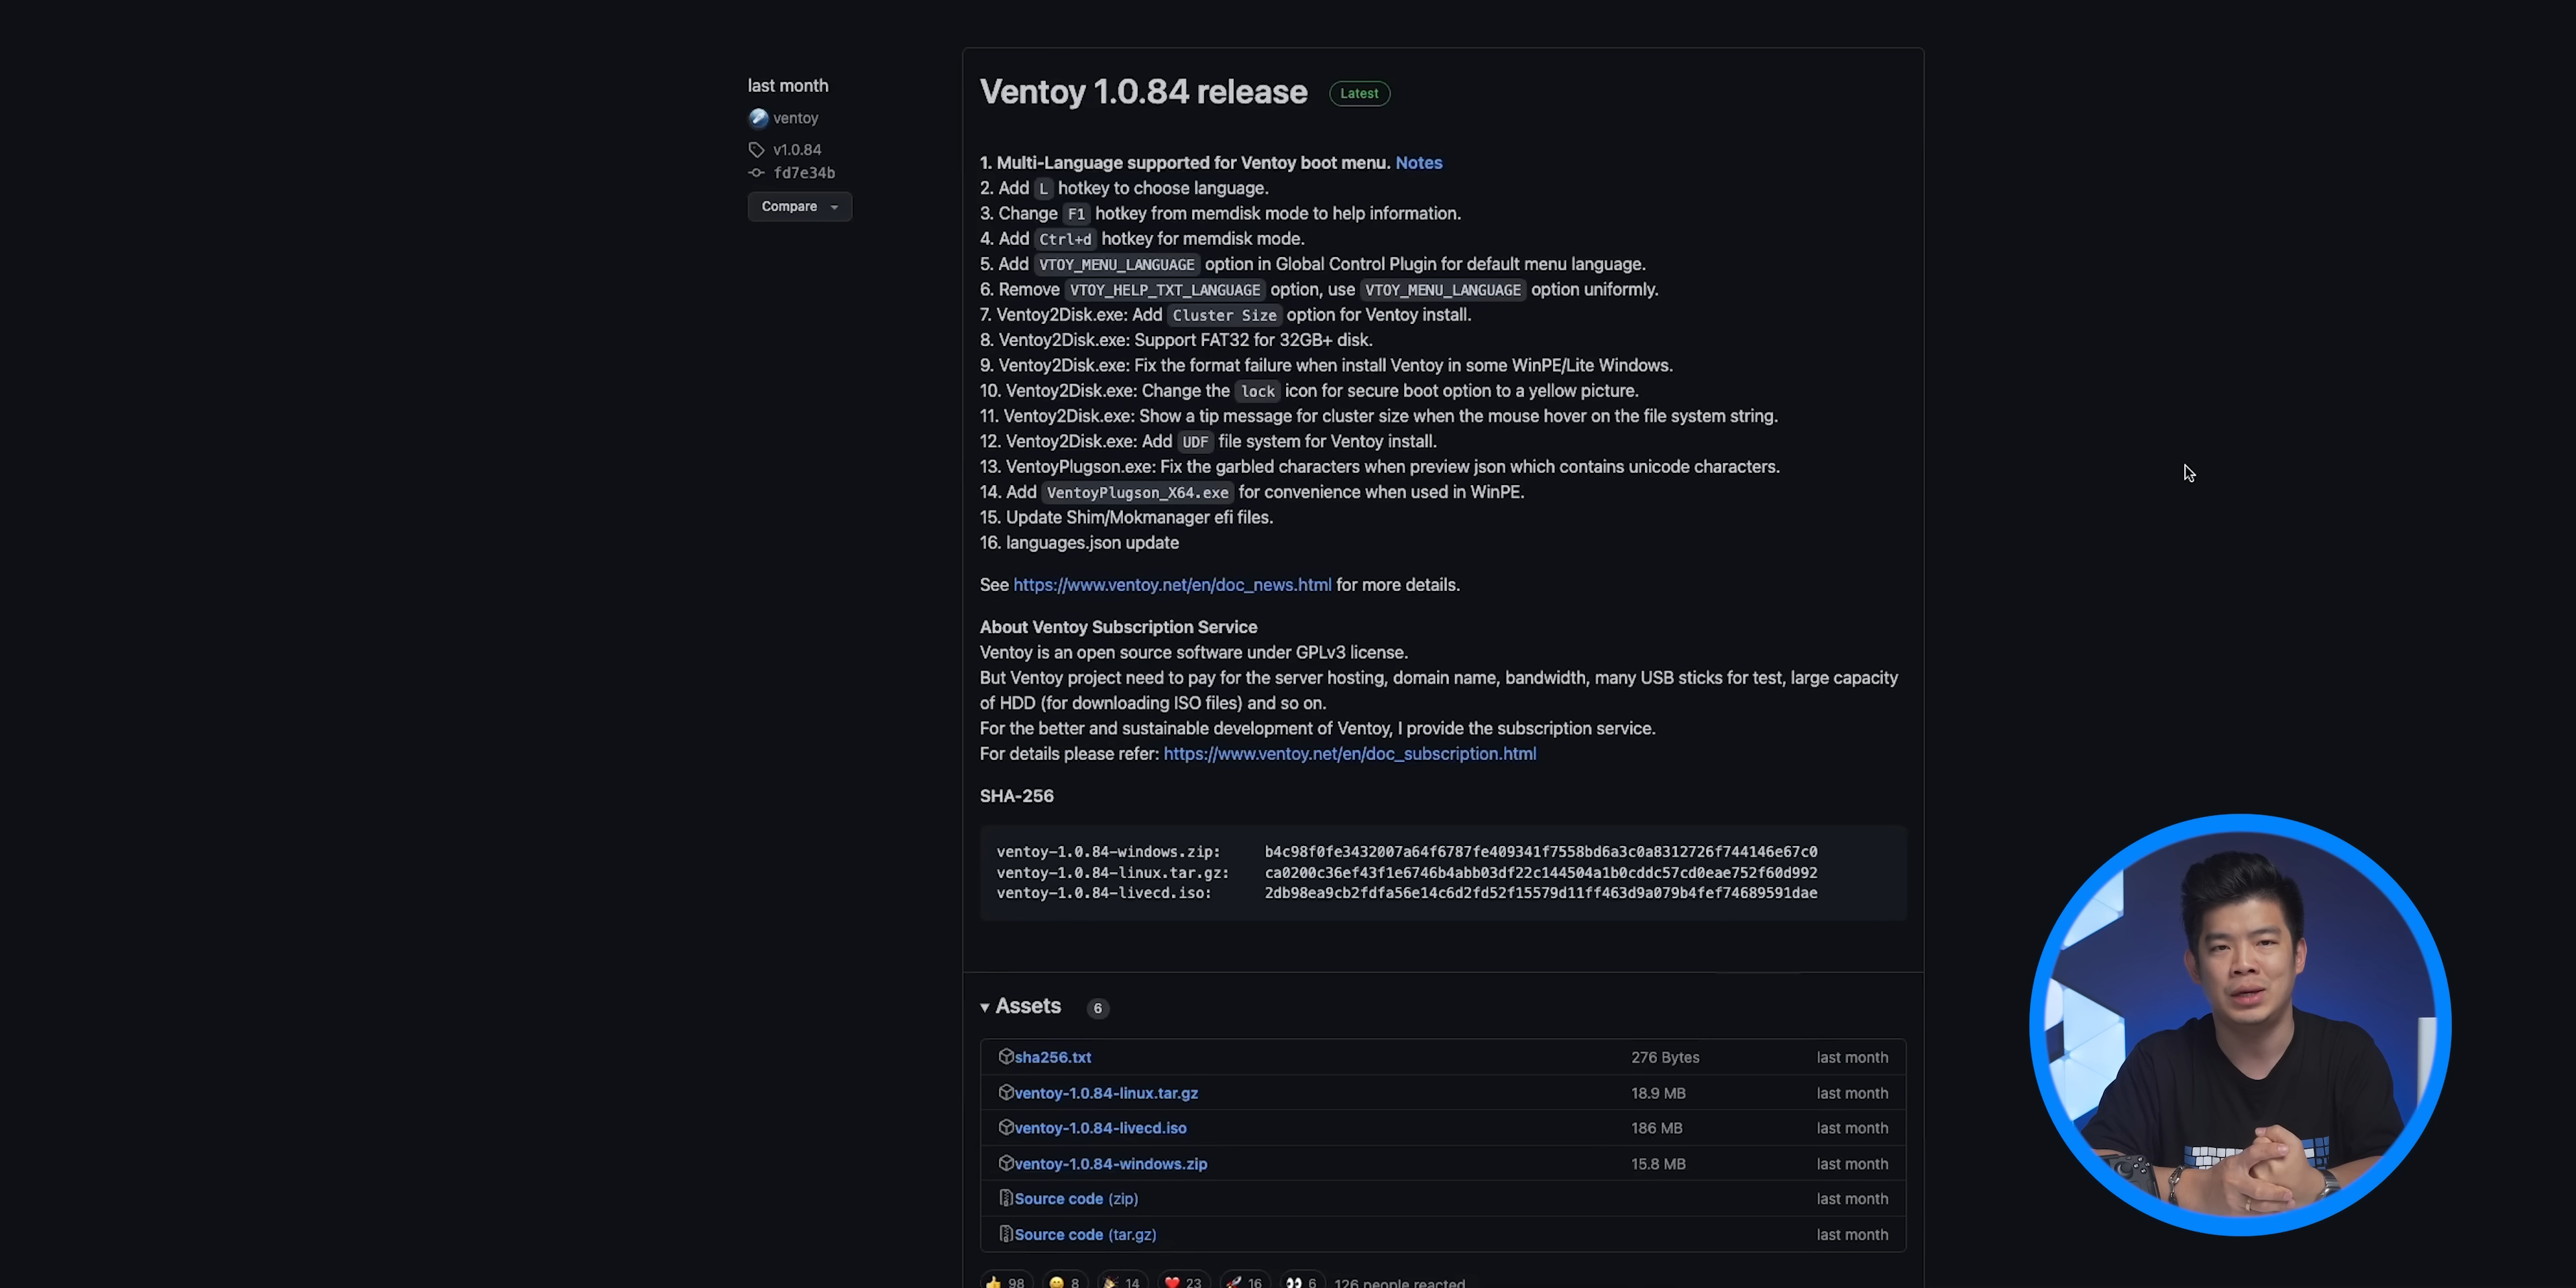 last month
ventoy
v1.0.84
fd7e34b
Compare
Ventoy 1.0.84 release Latest
1. Multi-Language supported for Ventoy boot menu. Notes
2. Add L hotkey to choose language.
3. Change F1 hotkey from memdisk mode to help information.
4. Add Ctrl+d hotkey for memdisk mode.
5. Add VTOY_MENU_LANGUAGE option in Global Control Plugin for default menu language.
6. Remove VTOY_HELP_TXT_LANGUAGE option, use VTOY_MENU_LANGUAGE option uniformly.
7. Ventoy2Disk.exe: Add Cluster Size option for Ventoy install.
8. Ventoy2Disk.exe: Support FAT32 for 32GB+ disk.
9. Ventoy2Disk.exe: Fix the format failure when install Ventoy in some WinPE/Lite Windows.
10. Ventoy2Disk.exe: Change the lock icon for secure boot option to a yellow picture.
11. Ventoy2Disk.exe: Show a tip message for cluster size when the mouse hover on the file system string.
12. Ventoy2Disk.exe: Add UDF file system for Ventoy install.
13. VentoyPlugson.exe: Fix the garbled characters when preview json which contains unicode characters.
14. Add VentoyPlugson_X64.exe for convenience when used in WinPE.
15. Update Shim/Mokmanager efi files.
16. languages.json update
See https://www.ventoy.net/en/doc_news.html for more details.
About Ventoy Subscription Service
Ventoy is an open source software under GPLv3 license.
But Ventoy project need to pay for the server hosting, domain name, bandwidth, many USB sticks for test, large capacity
of HDD (for downloading ISO files) and so on.
For the better and sustainable development of Ventoy, I provide the subscription service.
For details please refer: https://www.ventoy.net/en/doc_subscription.html
SHA-256
ventoy-1.0.84-windows.zip: b4c98f0fe3432007a64f6787fe409341f7558bd6a3c0a8312726f744146e67c0
ventoy-1.0.84-linux.tar.gz: ca0200c36ef43f1e6746b4abb03df22c144504a1b0cddc57cd0eae752f60d992
ventoy-1.0.84-livecd.iso: 2db98ea9cb2fdfa56e14c6d2fd52f15579d11ff463d9a079b4fef74689591dae
Assets 6
sha256.txt 276 Bytes last month
ventoy-1.0.84-linux.tar.gz 18.9 MB last month
ventoy-1.0.84-livecd.iso 186 MB last month
ventoy-1.0.84-windows.zip 15.8 MB last month
Source code (zip) last month
Source code (tar.gz) last month
98 8 14 23 16 6 126 people reacted